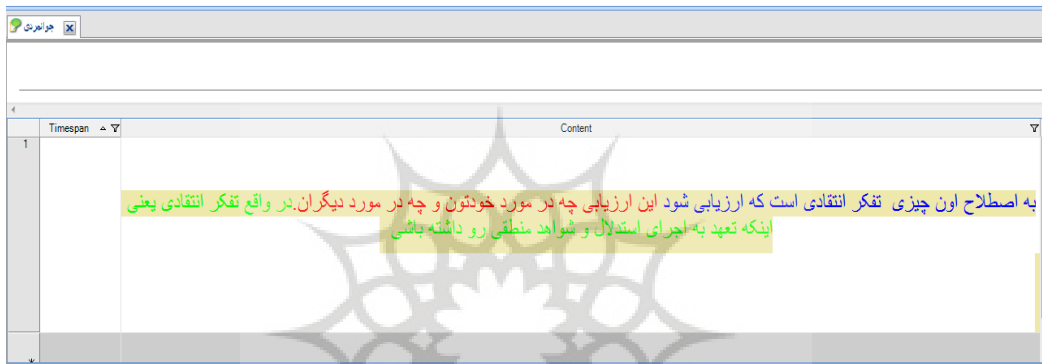 جوانمردی
Timespan Content
1
به اصطلاح اون چیزی تفکر انتقادی است که ارزیابی شود این ارزیابی چه در مورد خودتون و چه در مورد دیگران.در واقع تفکر انتقادی یعنی
اینکه تعهد به اجرای استدلال و شواهد منطقی رو داشته باشی
*